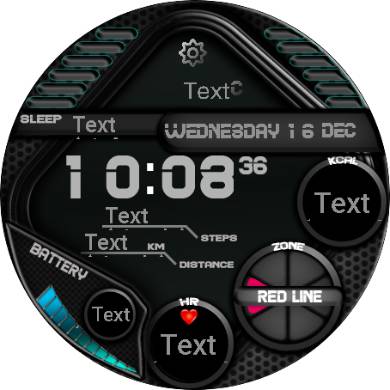 Text C
SLEEP Text WEDNESDAY 16 DEC
10:08 36
KCAL
Text
Text STEPS
Text KM DISTANCE
BATTERY
Text
ZONE
RED LINE
HR
Text